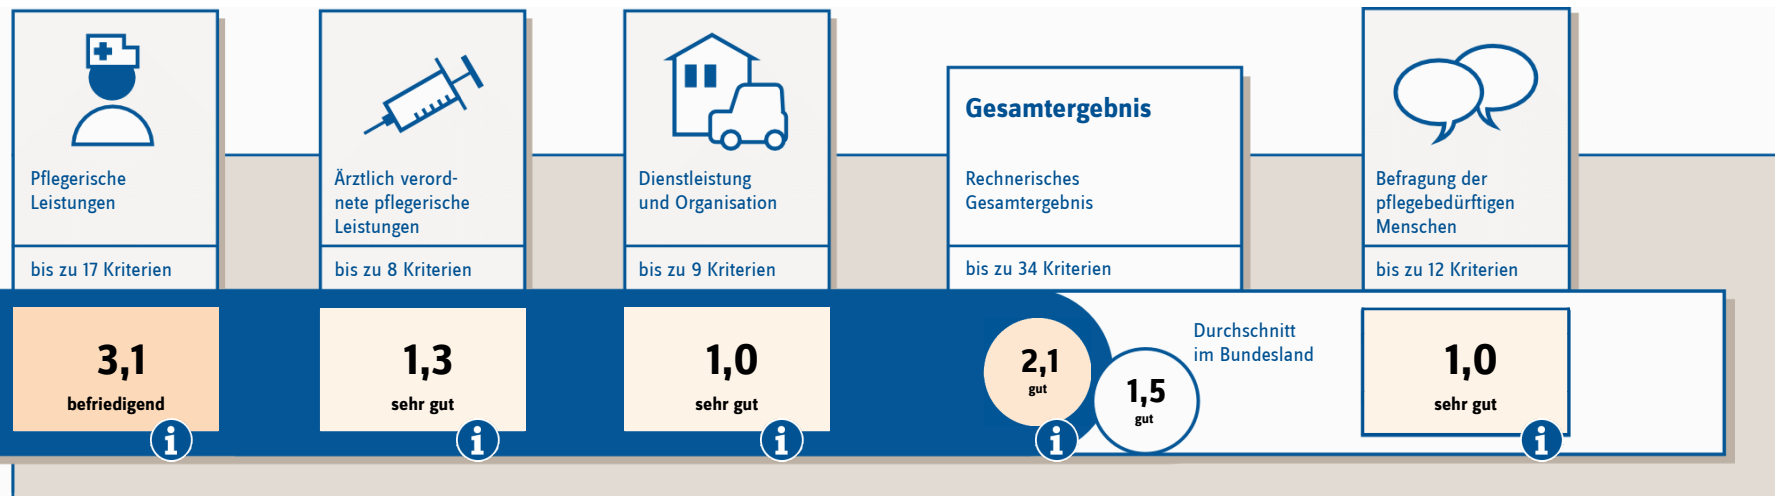 Pflegerische
Leistungen
bis zu 17 Kriterien
3,1
befriedigend
i
Ärztlich verord-
nete pflegerische
Leistungen
bis zu 8 Kriterien
1,3
sehr gut
i
Dienstleistung
und Organisation
bis zu 9 Kriterien
1,0
sehr gut
i
Gesamtergebnis
Rechnerisches
Gesamtergebnis
bis zu 34 Kriterien
2,1
gut
i
1,5
gut
Durchschnitt
im Bundesland
Befragung der
pflegebedürftigen
Menschen
bis zu 12 Kriterien
1,0
sehr gut
i